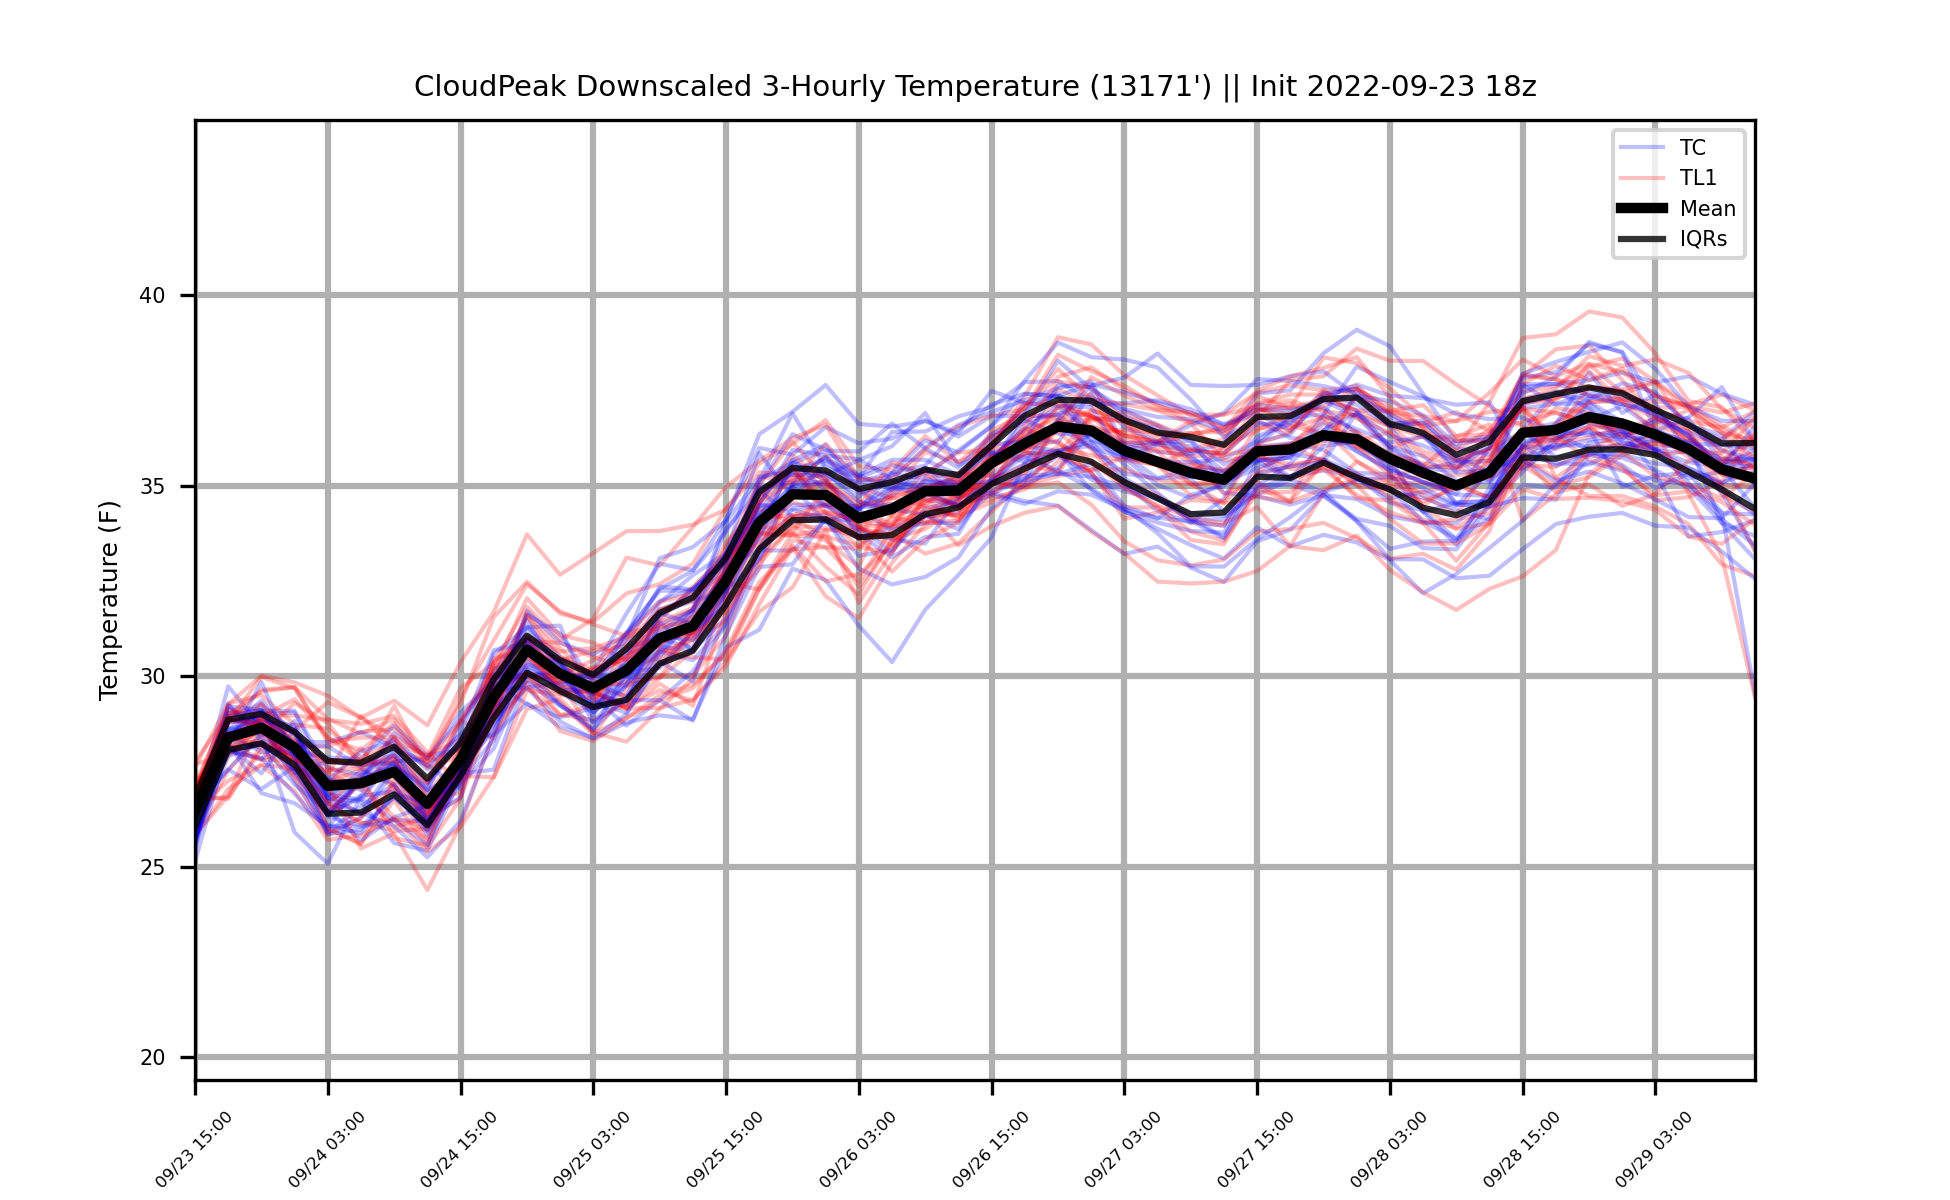 CloudPeak Downscaled 3-Hourly Temperature (13171') || Init 2022-09-23 18z
TC
TL1
Mean
IQRs
Temperature (F)
40
35
30
25
20
09/23 15:00
09/24 03:00
09/24 15:00
09/25 03:00
09/25 15:00
09/26 03:00
09/26 15:00
09/27 03:00
09/27 15:00
09/28 03:00
09/28 15:00
09/29 03:00